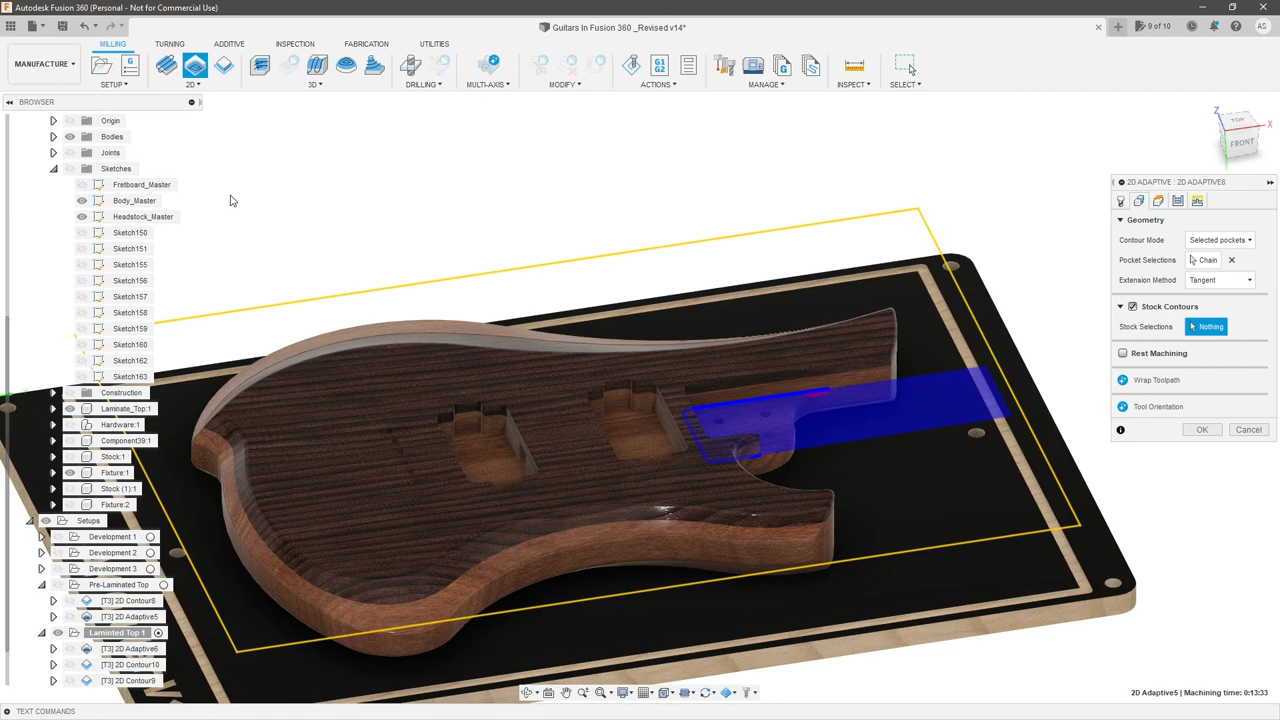 Autodesk Fusion 360 (Personal - Not for Commercial Use)
Guitars In Fusion 360 _Revised v14*
9 of 10
AS
MANUFACTURE
MILLING
TURNING
ADDITIVE
INSPECTION
FABRICATION
UTILITIES
SETUP
2D
3D
DRILLING
MULTI-AXIS
MODIFY
ACTIONS
MANAGE
INSPECT
SELECT
G
G1
G2
BROWSER
Origin
Bodies
Joints
Sketches
Fretboard_Master
Body_Master
Headstock_Master
Sketch150
Sketch151
Sketch155
Sketch156
Sketch157
Sketch158
Sketch159
Sketch160
Sketch162
Sketch163
Construction
Laminate_Top:1
Hardware:1
Component39:1
Stock:1
Fixture:1
Stock (1):1
Fixture:2
Setups
Development 1
Development 2
Development 3
Pre-Laminated Top
[T3] 2D Contour8
[T3] 2D Adaptive5
Laminted Top 1
[T3] 2D Adaptive6
[T3] 2D Contour10
[T3] 2D Contour9
Z
X
TOP
FRONT
2D ADAPTIVE : 2D ADAPTIVE8
Geometry
Contour Mode Selected pockets
Pocket Selections Chain
Extension Method Tangent
Stock Contours
Stock Selections Nothing
Rest Machining
Wrap Toolpath
Tool Orientation
OK Cancel
2D Adaptive5 | Machining time: 0:13:33
TEXT COMMANDS